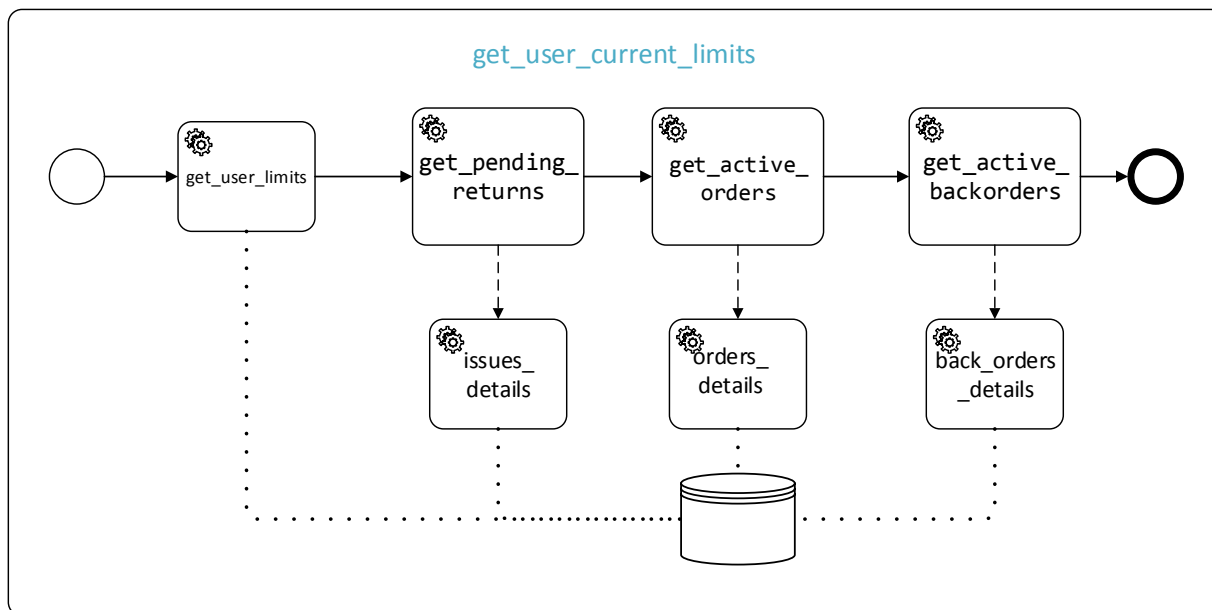 get_user_current_limits
get_user_limits
get_pending_
returns
get_active_
orders
get_active_
backorders
issues_
details
orders_
details
back_orders
_details